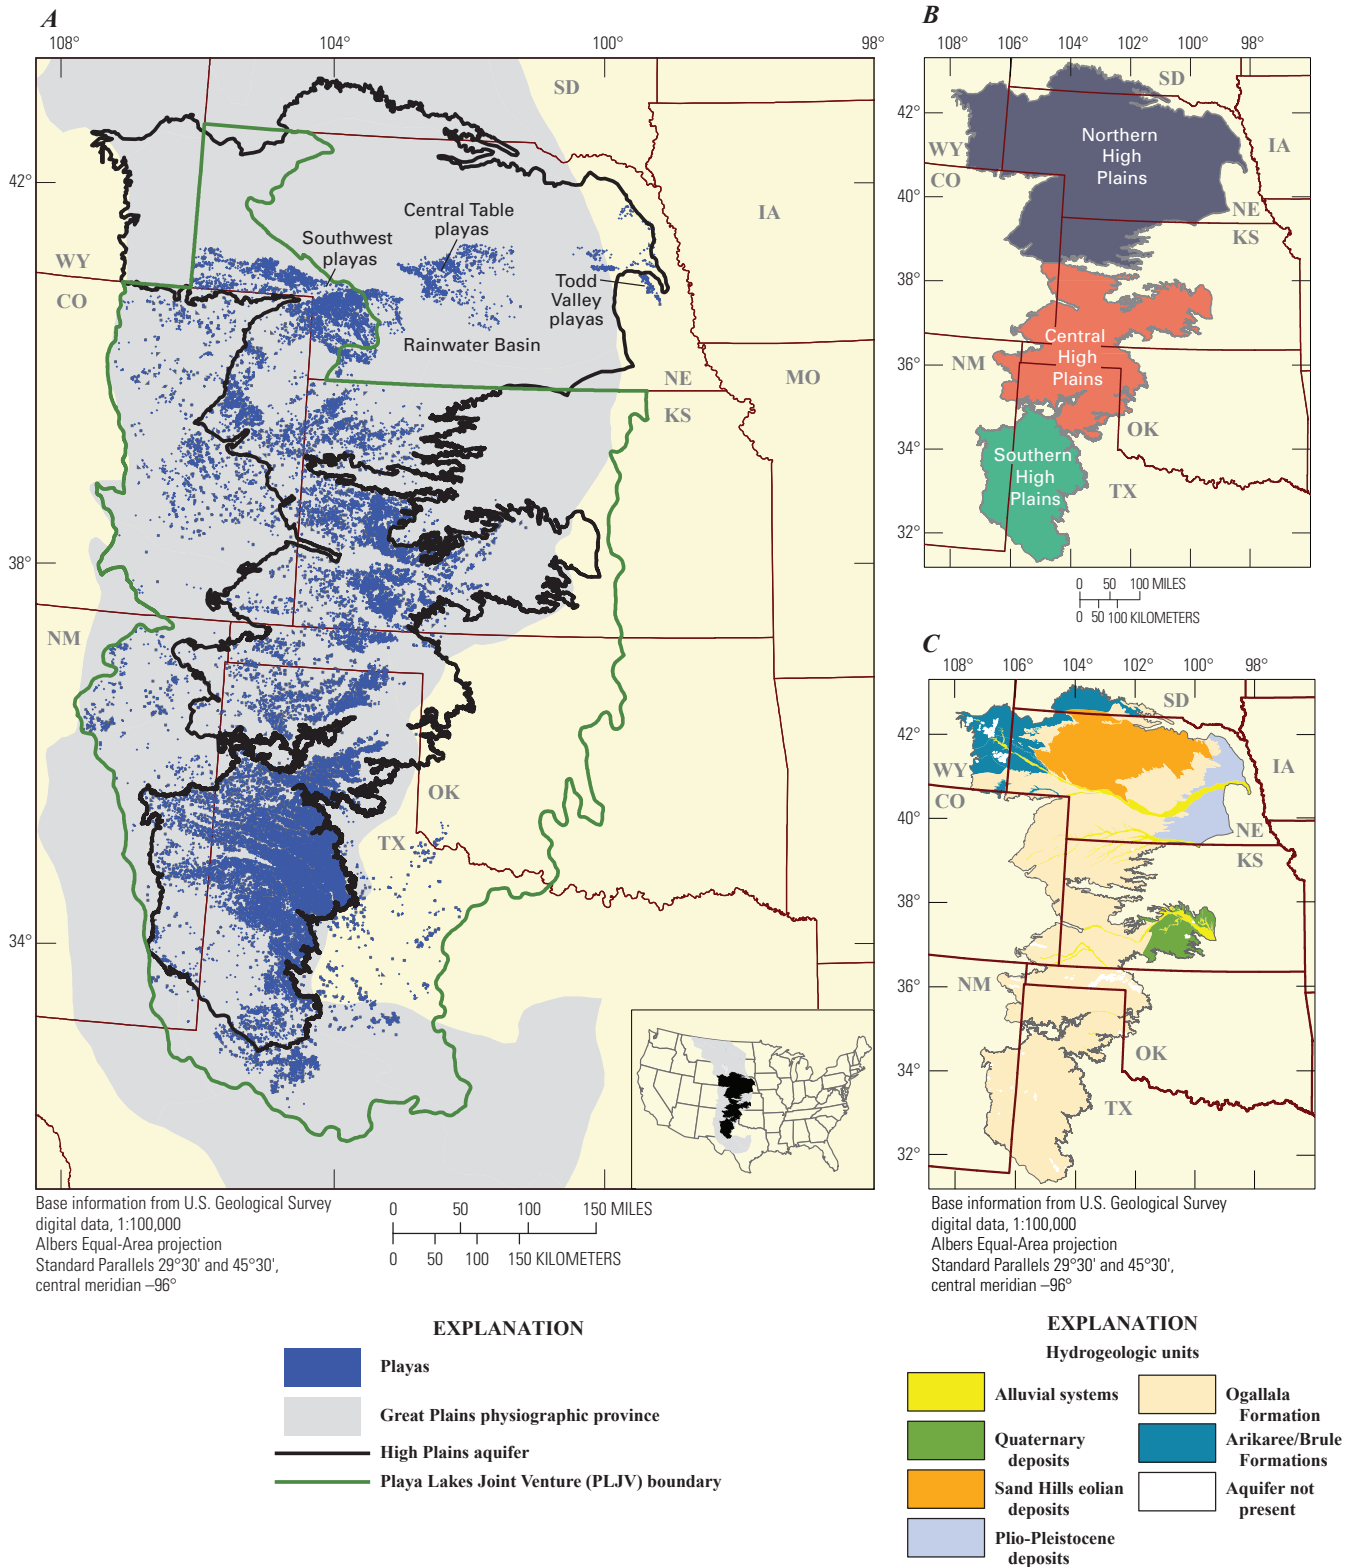 A
108°
104°
100°
98°
SD
42°
IA
Central Table
playas
Southwest
playas
WY
CO
Todd
Valley
playas
Rainwater Basin
NE
MO
KS
38°
NM
OK
TX
34°
Base information from U.S. Geological Survey
digital data, 1:100,000
Albers Equal-Area projection
Standard Parallels 29°30' and 45°30',
central meridian –96°
0 50 100 150 MILES
0 50 100 150 KILOMETERS
EXPLANATION
Playas
Great Plains physiographic province
High Plains aquifer
Playa Lakes Joint Venture (PLJV) boundary
B
108° 106° 104° 102° 100° 98°
SD
42°
Northern
High
Plains
WY
IA
CO
40°
NE
KS
38°
Central
High
Plains
36°
NM
OK
34°
Southern
High
Plains
TX
32°
0 50 100 MILES
0 50 100 KILOMETERS
C
108° 106° 104° 102° 100° 98°
SD
42°
WY
IA
CO
40°
NE
KS
38°
36°
NM
OK
34°
TX
32°
Base information from U.S. Geological Survey
digital data, 1:100,000
Albers Equal-Area projection
Standard Parallels 29°30' and 45°30',
central meridian –96°
EXPLANATION
Hydrogeologic units
Alluvial systems
Quaternary
deposits
Sand Hills eolian
deposits
Plio-Pleistocene
deposits
Ogallala
Formation
Arikaree/Brule
Formations
Aquifer not
present